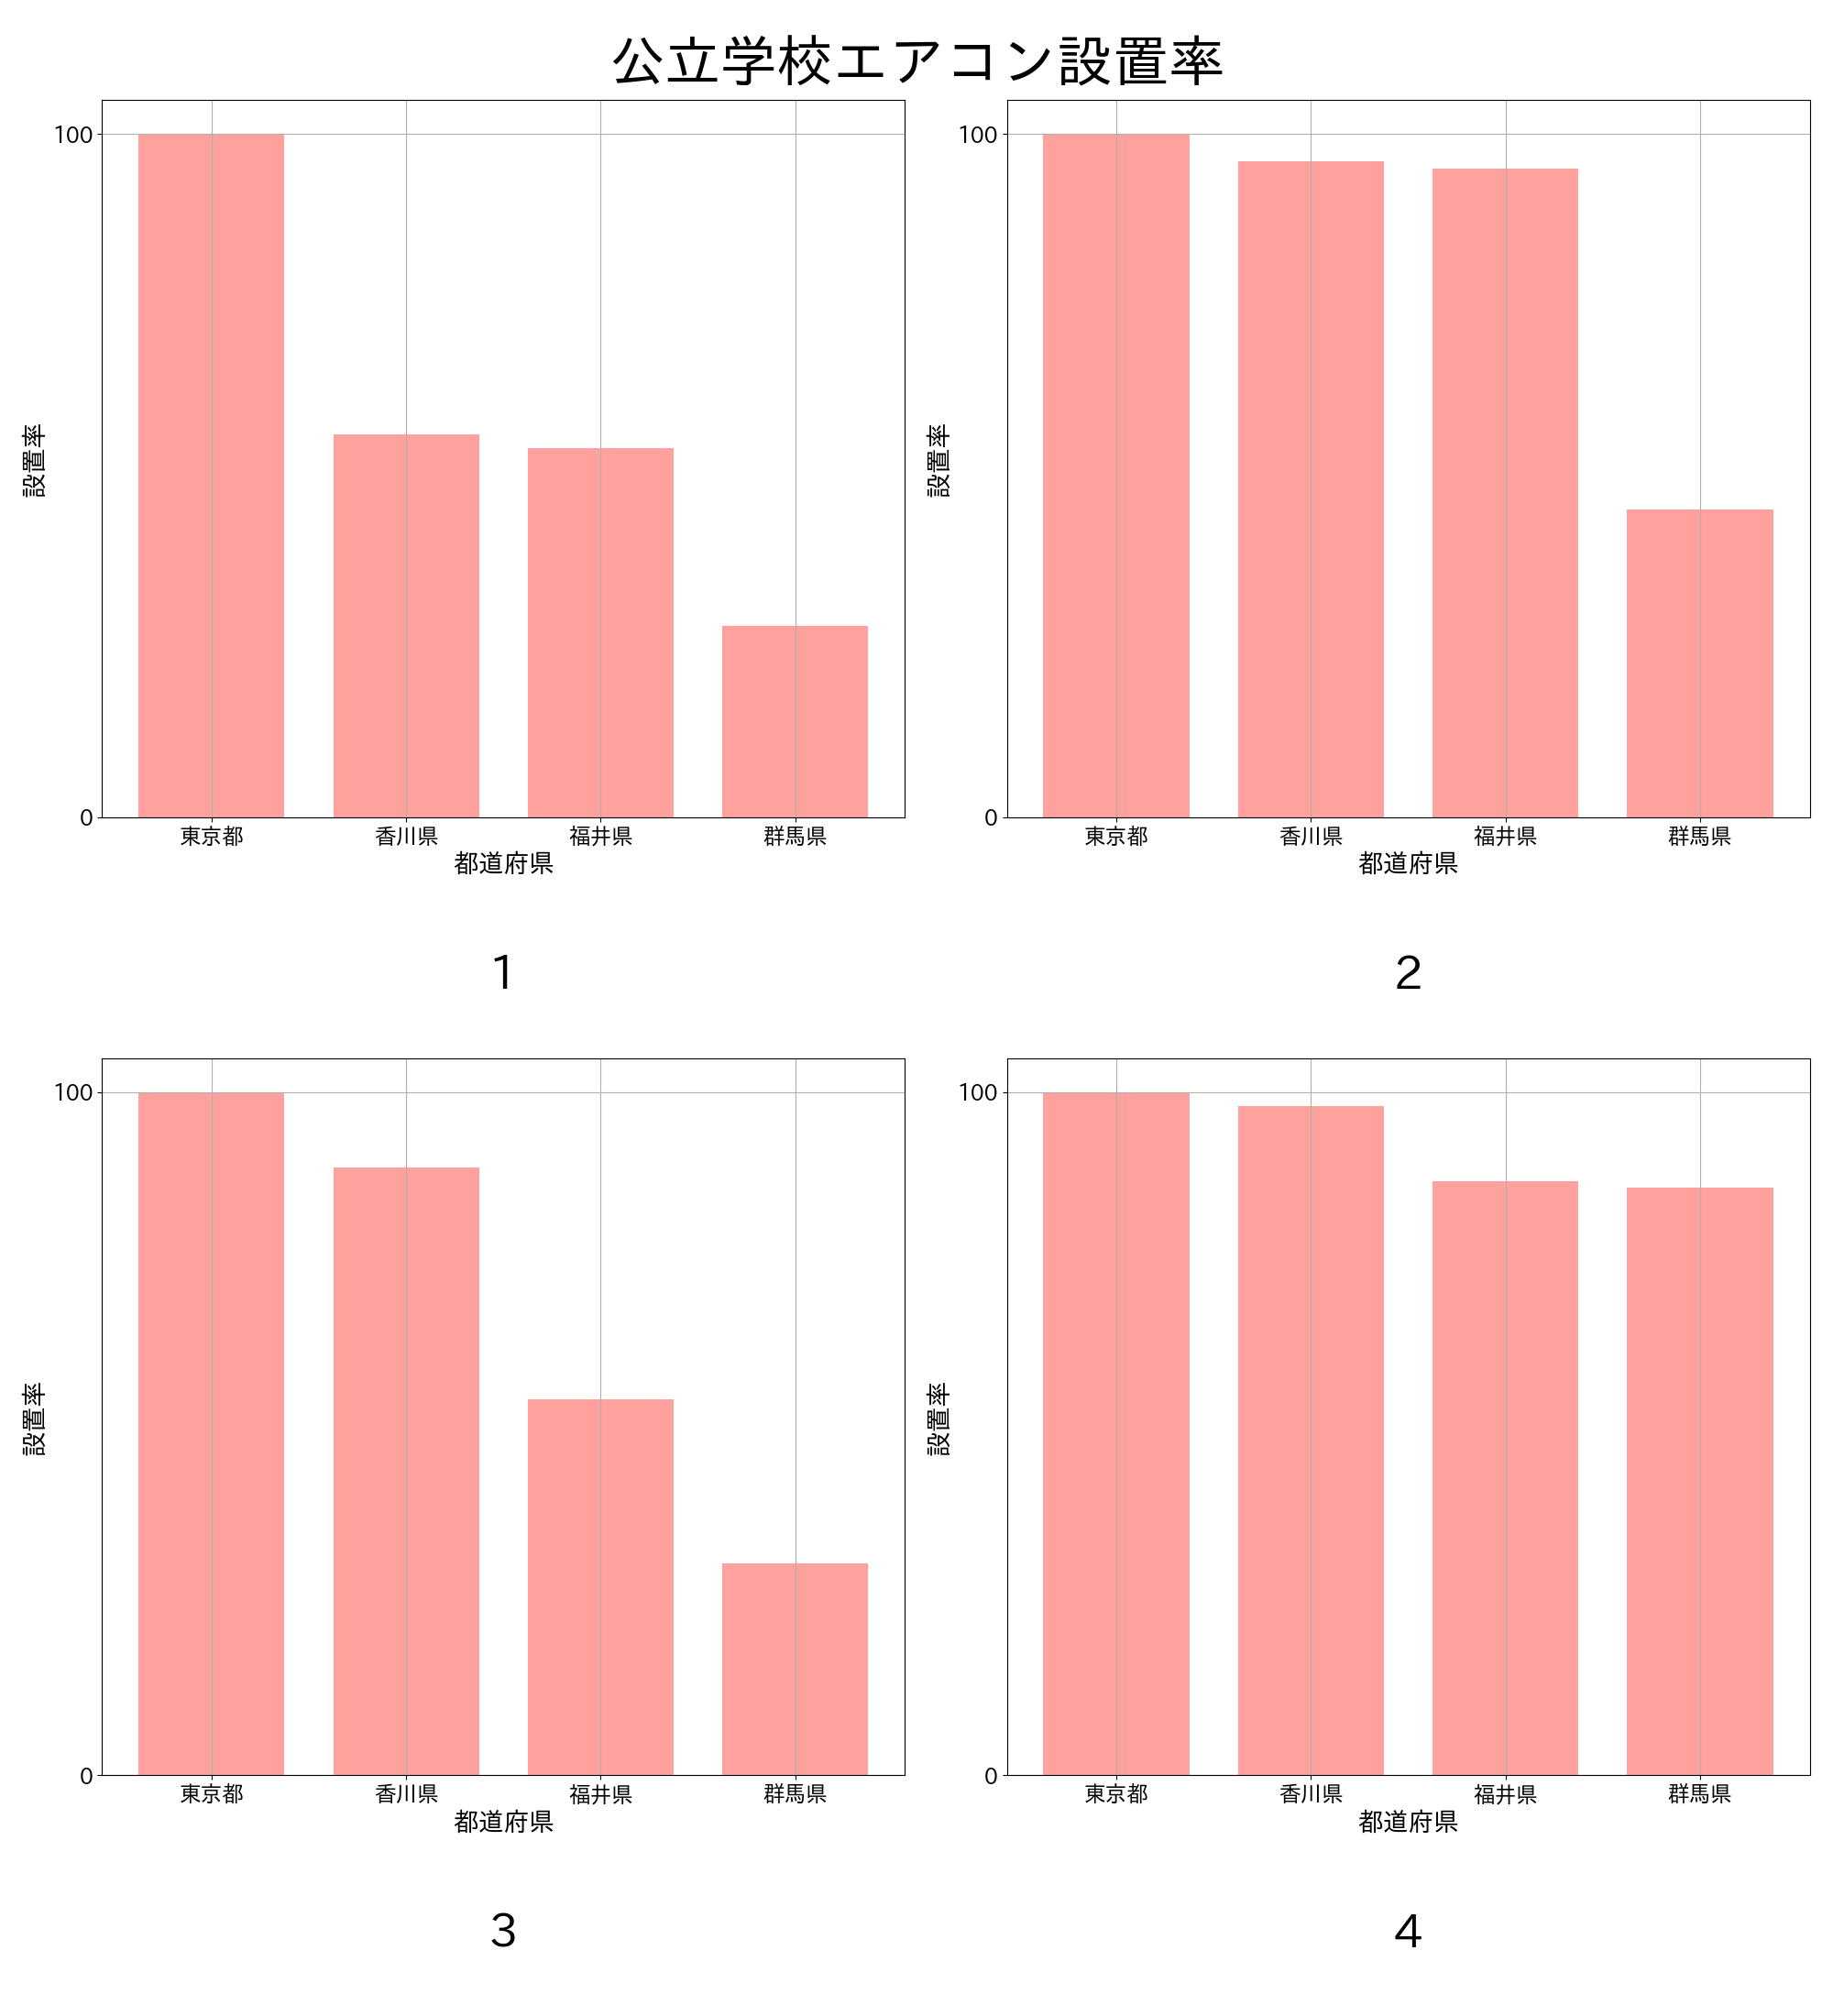 公立学校エアコン設置率
100
0
設置率
東京都 香川県 福井県 群馬県
都道府県
1
100
0
設置率
東京都 香川県 福井県 群馬県
都道府県
2
100
0
設置率
東京都 香川県 福井県 群馬県
都道府県
3
100
0
設置率
東京都 香川県 福井県 群馬県
都道府県
4